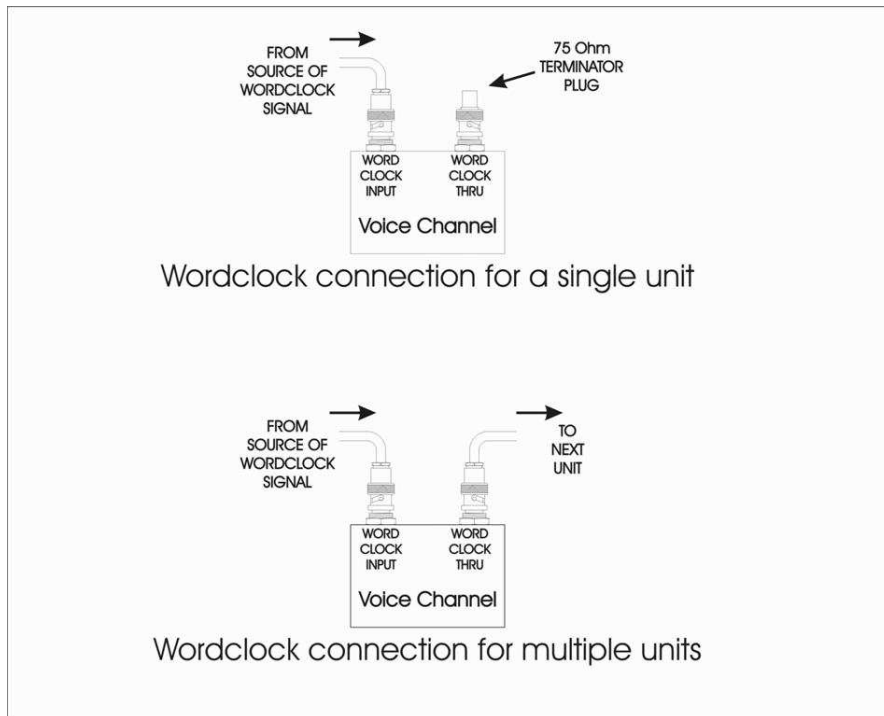 FROM
SOURCE OF
WORDCLOCK
SIGNAL
75 Ohm
TERMINATOR
PLUG
WORD
CLOCK
INPUT
WORD
CLOCK
THRU
Voice Channel
Wordclock connection for a single unit
FROM
SOURCE OF
WORDCLOCK
SIGNAL
TO
NEXT
UNIT
WORD
CLOCK
INPUT
WORD
CLOCK
THRU
Voice Channel
Wordclock connection for multiple units